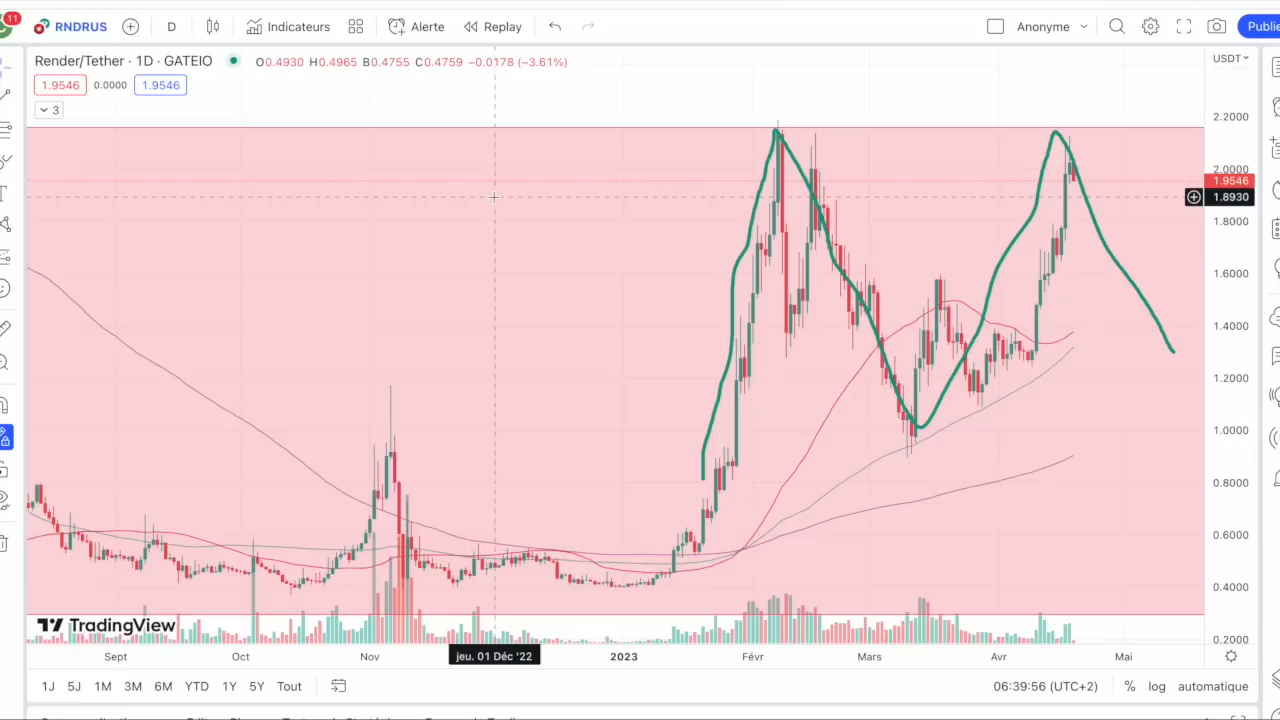 11
RNDRUS
D
Indicateurs
Alerte
Replay
Anonyme
Publie
Render/Tether · 1D · GATEIO
O0.4930 H0.4965 B0.4755 C0.4759 −0.0178 (−3.61%)
1.9546 0.0000 1.9546
3
USDT
2.2000
2.0000
1.9546
1.8930
1.8000
1.6000
1.4000
1.2000
1.0000
0.8000
0.6000
0.4000
0.2000
TradingView
Sept Oct Nov jeu. 01 Déc '22 2023 Févr Mars Avr Mai
1J 5J 1M 3M 6M YTD 1Y 5Y Tout
06:39:56 (UTC+2) % log automatique